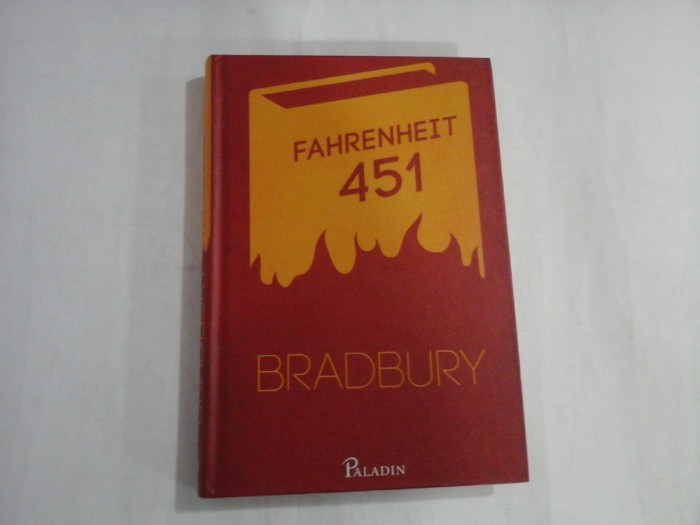 FAHRENHEIT
451
BRADBURY
PALADIN